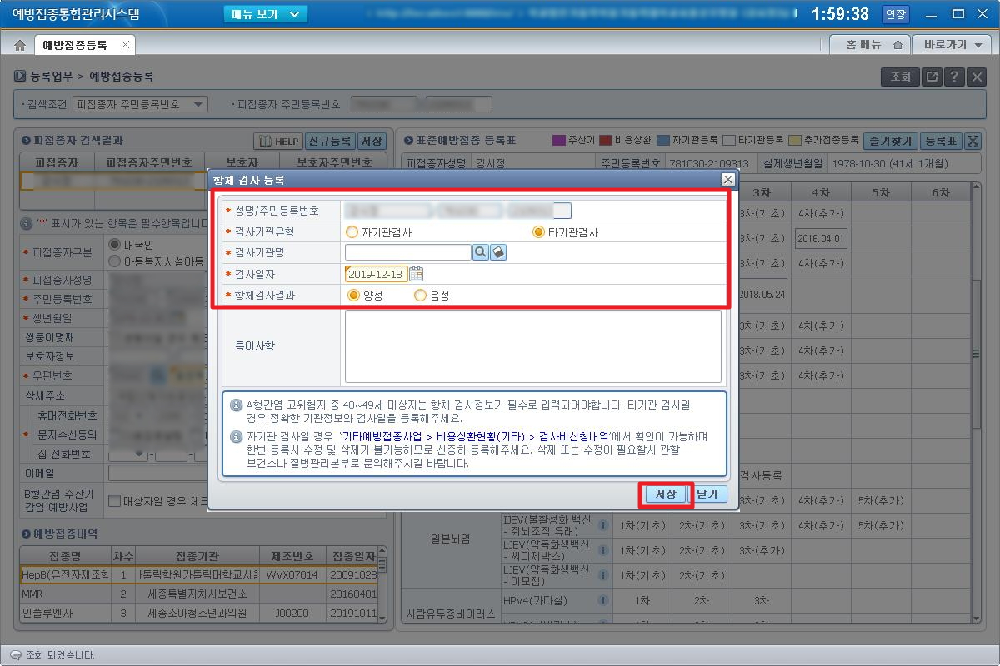 예방접종통합관리시스템
메뉴 보기
1:59:38
연장
예방접종등록
홈 메뉴
바로가기
등록업무 > 예방접종등록
조회
?
· 검색조건
피접종자 주민등록번호
· 피접종자 주민등록번호
피접종자 검색결과
HELP
신규등록
저장
표준예방접종 등록표
주산기
비용상환
자기관등록
타기관등록
추가접종등록
즐겨찾기
등록표
피접종자
피접종자주민번호
보호자
보호자주민번호
피접종자성명
강시정
주민등록번호
781030-2109313
실제생년월일
1978-10-30 (41세 1개월)
3차
4차
5차
6차
'*' 표시가 있는 항목은 필수항목입니다
* 피접종자구분
내국인
아동복지시설아동
* 피접종자성명
* 주민등록번호
* 생년월일
쌍둥이몇째
보호자정보
* 우편번호
상세주소
휴대전화번호
* 문자수신동의
집 전화번호
이메일
B형간염 주산기
감염 예방사업
대상자일 경우 체크
항체 검사 등록
* 성명/주민등록번호
* 검사기관유형
자기관검사
타기관검사
* 검사기관명
* 검사일자
2019-12-18
* 항체검사결과
양성
음성
특이사항
A형간염 고위험자 중 40~49세 대상자는 항체 검사정보가 필수로 입력되어야합니다. 타기관 검사일
경우 정확한 기관정보와 검사일을 등록해주세요.
자기관 검사일 경우 '기타예방접종사업 > 비용상환현황(기타) > 검사비신청내역'에서 확인이 가능하며
한번 등록시 수정 및 삭제가 불가능하므로 신중히 등록해주세요. 삭제 또는 수정이 필요할시 관할
보건소나 질병관리본부로 문의해주시길 바랍니다.
저장
닫기
3차(기초)
4차(추가)
3차(기초)
2016.04.01
3차(기초)
4차(추가)
2018.05.24
3차(추가)
4차(추가)
3차(기초)
4차(추가)
3차(기초)
4차(추가)
검사등록
3차(기초)
4차(추가)
5차(추가)
일본뇌염
IJEV(불활성화 백신
- 쥐뇌조직 유래)
1차(기초)
2차(기초)
3차(기초)
4차(추가)
5차(추가)
LJEV(약독화생백신
- 씨디제박스)
1차(기초)
2차(기초)
3차(추가)
LJEV(약독화생백신
- 이모젭)
1차(기초)
2차(기초)
사람유두종바이러스
HPV4(가다실)
1차
2차
3차
예방접종내역
접종명
차수
접종기관
제조번호
접종일자
HepB(유전자재조합
1
톨릭학원가톨릭대학교서울
WVX07014
20091028
MMR
2
세종특별자치시보건소
20160401
인플루엔자
3
세종소아청소년과의원
J00200
20191011
조회 되었습니다.